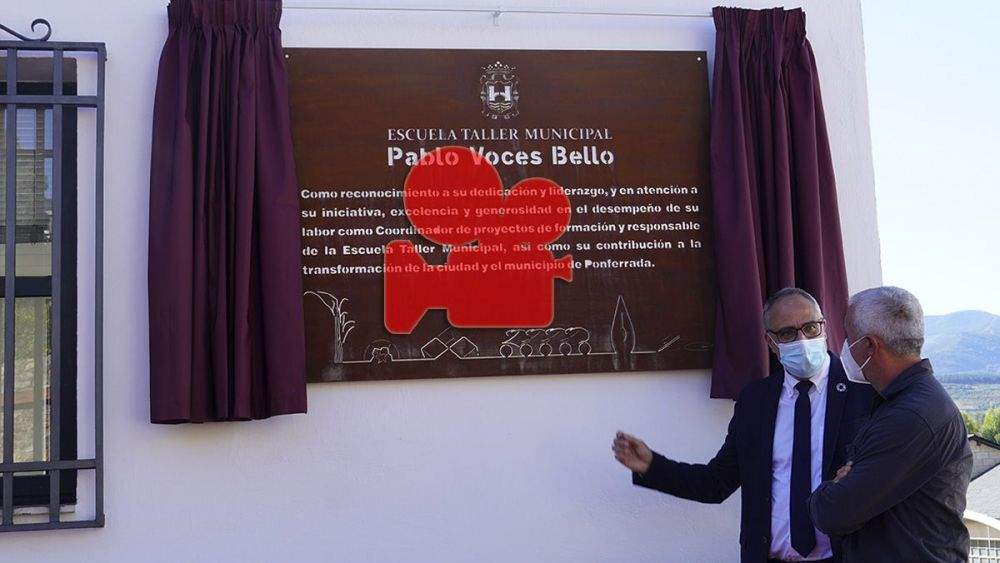 ESCUELA TALLER MUNICIPAL
Pablo Voces Bello
Como reconocimiento a su dedicación y liderazgo, y en atención a
su iniciativa, excelencia y generosidad en el desempeño de su
labor como Coordinador de proyectos de formación y responsable
de la Escuela Taller Municipal, así como su contribución a la
transformación de la ciudad y el municipio de Ponferrada.